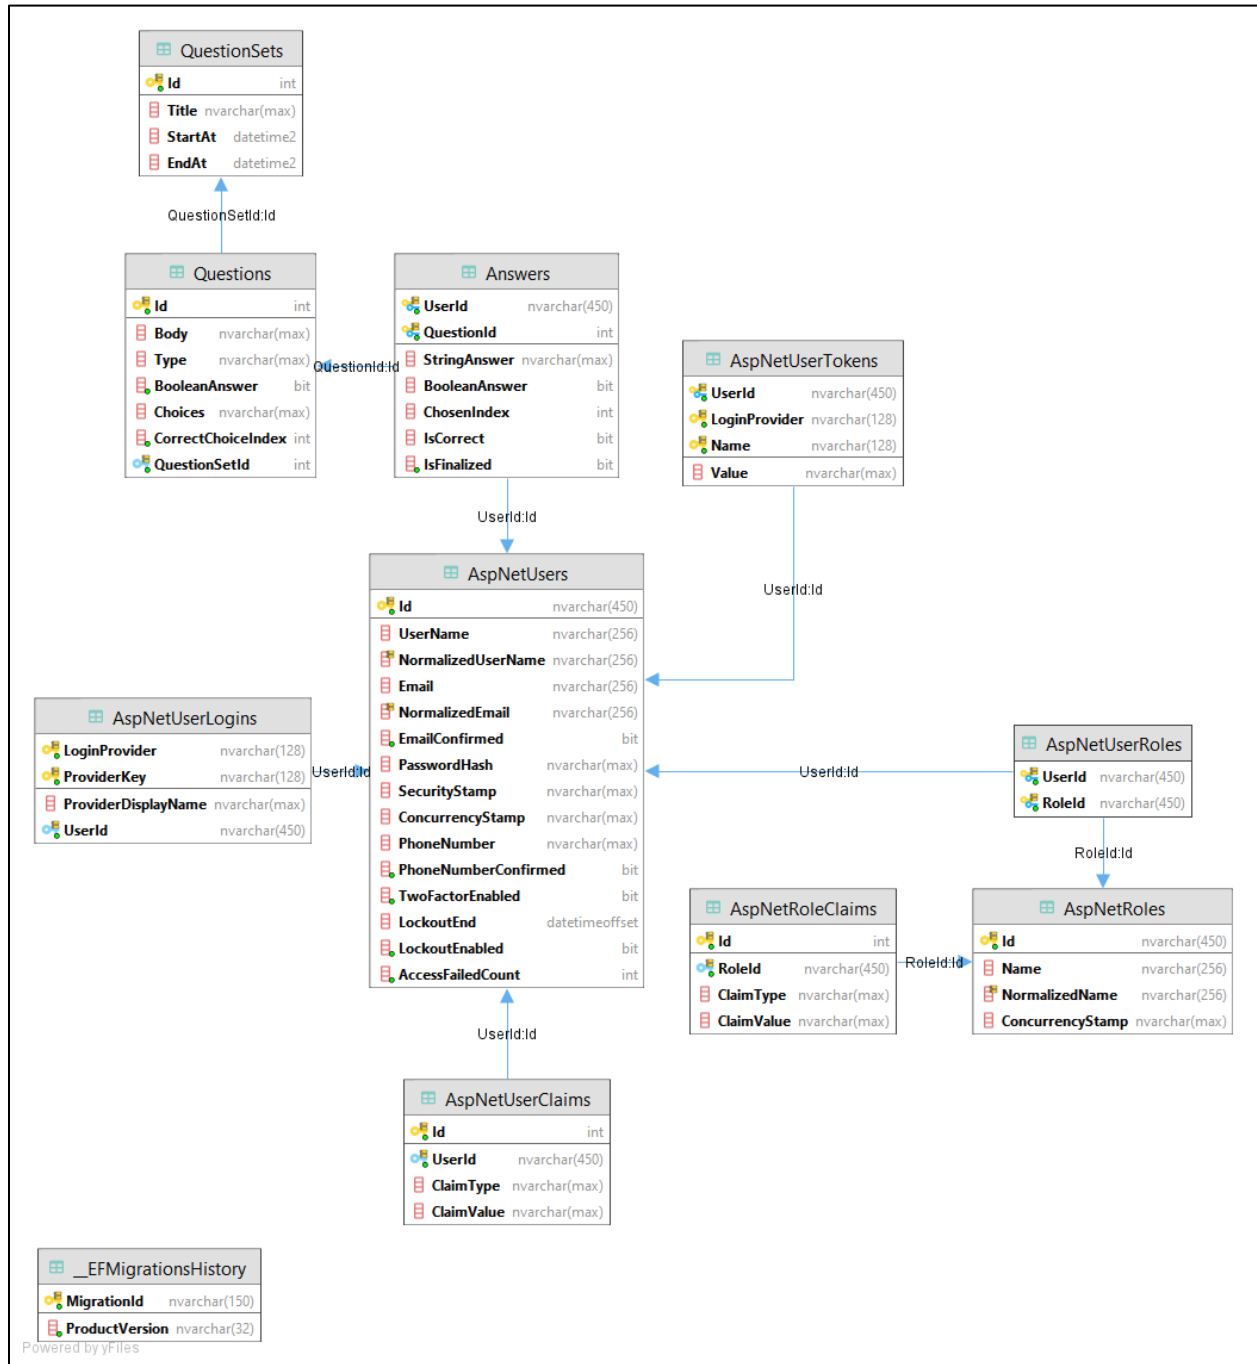 QuestionSets
Id int
Title nvarchar(max)
StartAt datetime2
EndAt datetime2
QuestionSetId:Id
Questions
Id int
Body nvarchar(max)
Type nvarchar(max)
BooleanAnswer bit
Choices nvarchar(max)
CorrectChoiceIndex int
QuestionSetId int
QuestionId:Id
Answers
UserId nvarchar(450)
QuestionId int
StringAnswer nvarchar(max)
BooleanAnswer bit
ChosenIndex int
IsCorrect bit
IsFinalized bit
UserId:Id
AspNetUserTokens
UserId nvarchar(450)
LoginProvider nvarchar(128)
Name nvarchar(128)
Value nvarchar(max)
UserId:Id
AspNetUsers
Id nvarchar(450)
UserName nvarchar(256)
NormalizedUserName nvarchar(256)
Email nvarchar(256)
NormalizedEmail nvarchar(256)
EmailConfirmed bit
PasswordHash nvarchar(max)
SecurityStamp nvarchar(max)
ConcurrencyStamp nvarchar(max)
PhoneNumber nvarchar(max)
PhoneNumberConfirmed bit
TwoFactorEnabled bit
LockoutEnd datetimeoffset
LockoutEnabled bit
AccessFailedCount int
AspNetUserLogins
LoginProvider nvarchar(128)
ProviderKey nvarchar(128)
ProviderDisplayName nvarchar(max)
UserId nvarchar(450)
UserId:Id
UserId:Id
AspNetUserRoles
UserId nvarchar(450)
RoleId nvarchar(450)
RoleId:Id
AspNetRoleClaims
Id int
RoleId nvarchar(450)
ClaimType nvarchar(max)
ClaimValue nvarchar(max)
RoleId:Id
AspNetRoles
Id nvarchar(450)
Name nvarchar(256)
NormalizedName nvarchar(256)
ConcurrencyStamp nvarchar(max)
UserId:Id
AspNetUserClaims
Id int
UserId nvarchar(450)
ClaimType nvarchar(max)
ClaimValue nvarchar(max)
__EFMigrationsHistory
MigrationId nvarchar(150)
ProductVersion nvarchar(32)
Powered by yFiles